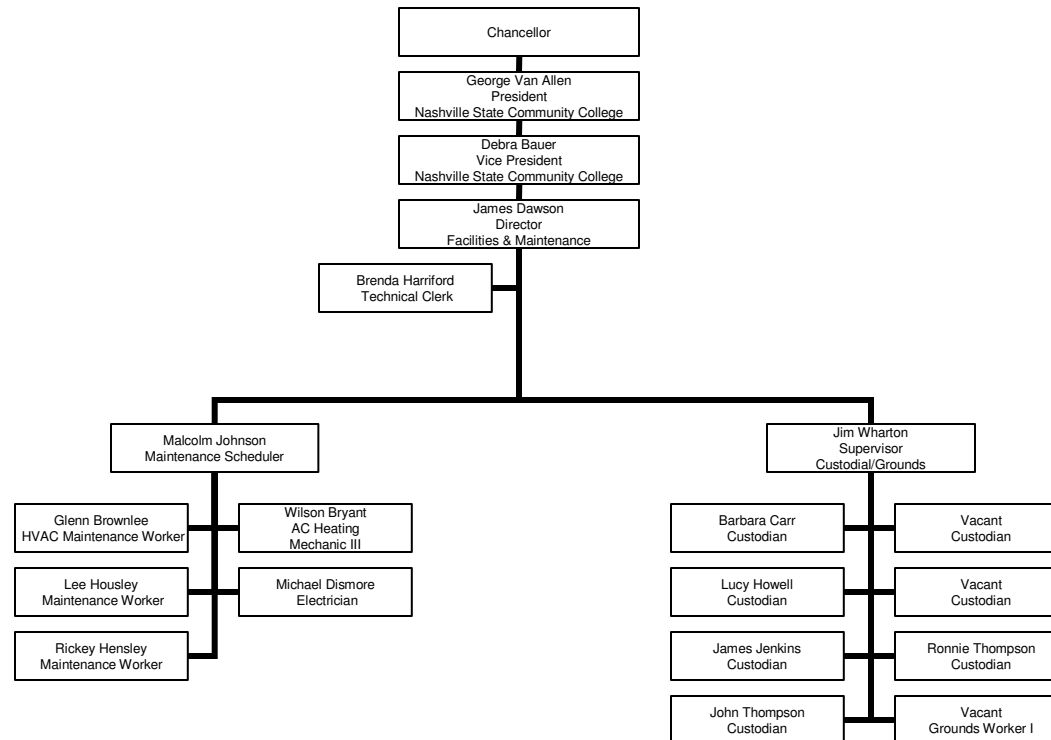 Chancellor
George Van Allen
President
Nashville State Community College
Debra Bauer
Vice President
Nashville State Community College
James Dawson
Director
Facilities & Maintenance
Brenda Harriford
Technical Clerk
Malcolm Johnson
Maintenance Scheduler
Jim Wharton
Supervisor
Custodial/Grounds
Glenn Brownlee
HVAC Maintenance Worker
Wilson Bryant
AC Heating
Mechanic III
Lee Housley
Maintenance Worker
Michael Dismore
Electrician
Rickey Hensley
Maintenance Worker
Barbara Carr
Custodian
Vacant
Custodian
Lucy Howell
Custodian
Vacant
Custodian
James Jenkins
Custodian
Ronnie Thompson
Custodian
John Thompson
Custodian
Vacant
Grounds Worker I